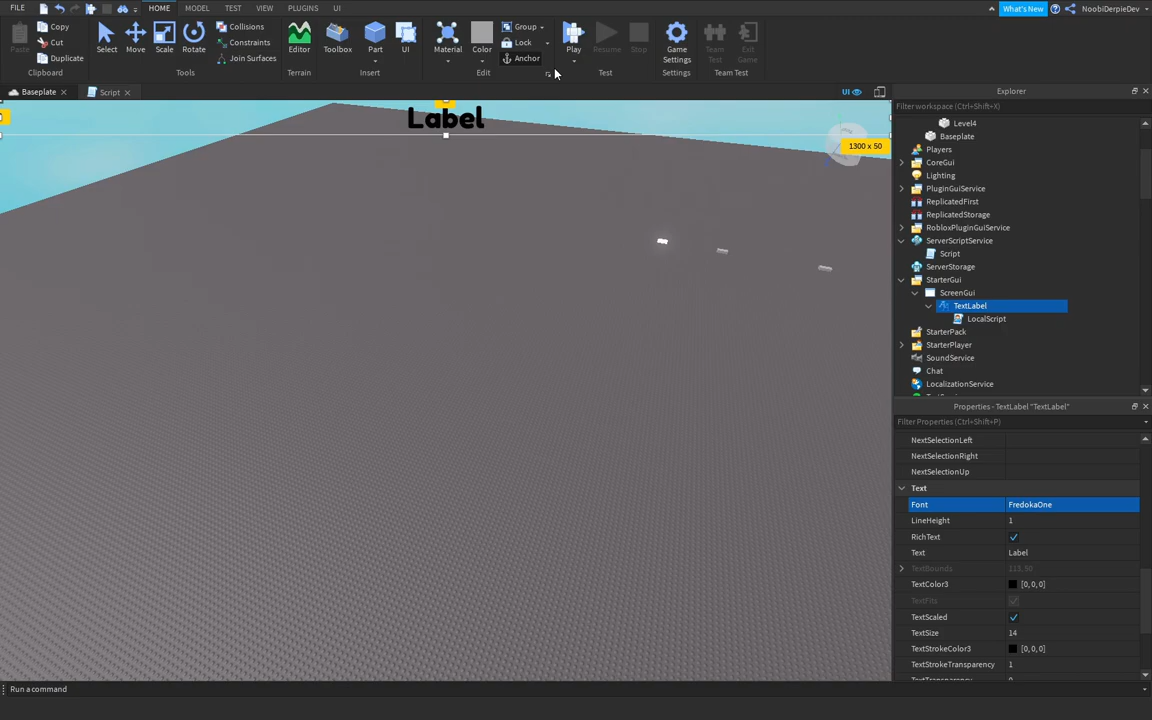 FILE HOME MODEL TEST VIEW PLUGINS UI What's New NoobiDerpieDev
Paste Copy Cut Duplicate Clipboard
Select Move Scale Rotate Collisions Constraints Join Surfaces Tools
Editor Terrain
Toolbox Part UI Insert
Material Color Group Lock Anchor Edit
Play Resume Stop Test
Game Settings Settings
Team Test Exit Game Team Test
Baseplate Script UI
Label
1300 x 50
Explorer
Filter workspace (Ctrl+Shift+X)
Level4
Baseplate
Players
CoreGui
Lighting
PluginGuiService
ReplicatedFirst
ReplicatedStorage
RobloxPluginGuiService
ServerScriptService
Script
ServerStorage
StarterGui
ScreenGui
TextLabel
LocalScript
StarterPack
StarterPlayer
SoundService
Chat
LocalizationService
Properties - TextLabel "TextLabel"
Filter Properties (Ctrl+Shift+P)
NextSelectionLeft
NextSelectionRight
NextSelectionUp
Text
Font FredokaOne
LineHeight 1
RichText
Text Label
TextBounds
TextColor3 [0, 0, 0]
TextFits
TextScaled
TextSize 14
TextStrokeColor3 [0, 0, 0]
TextStrokeTransparency 1
Run a command